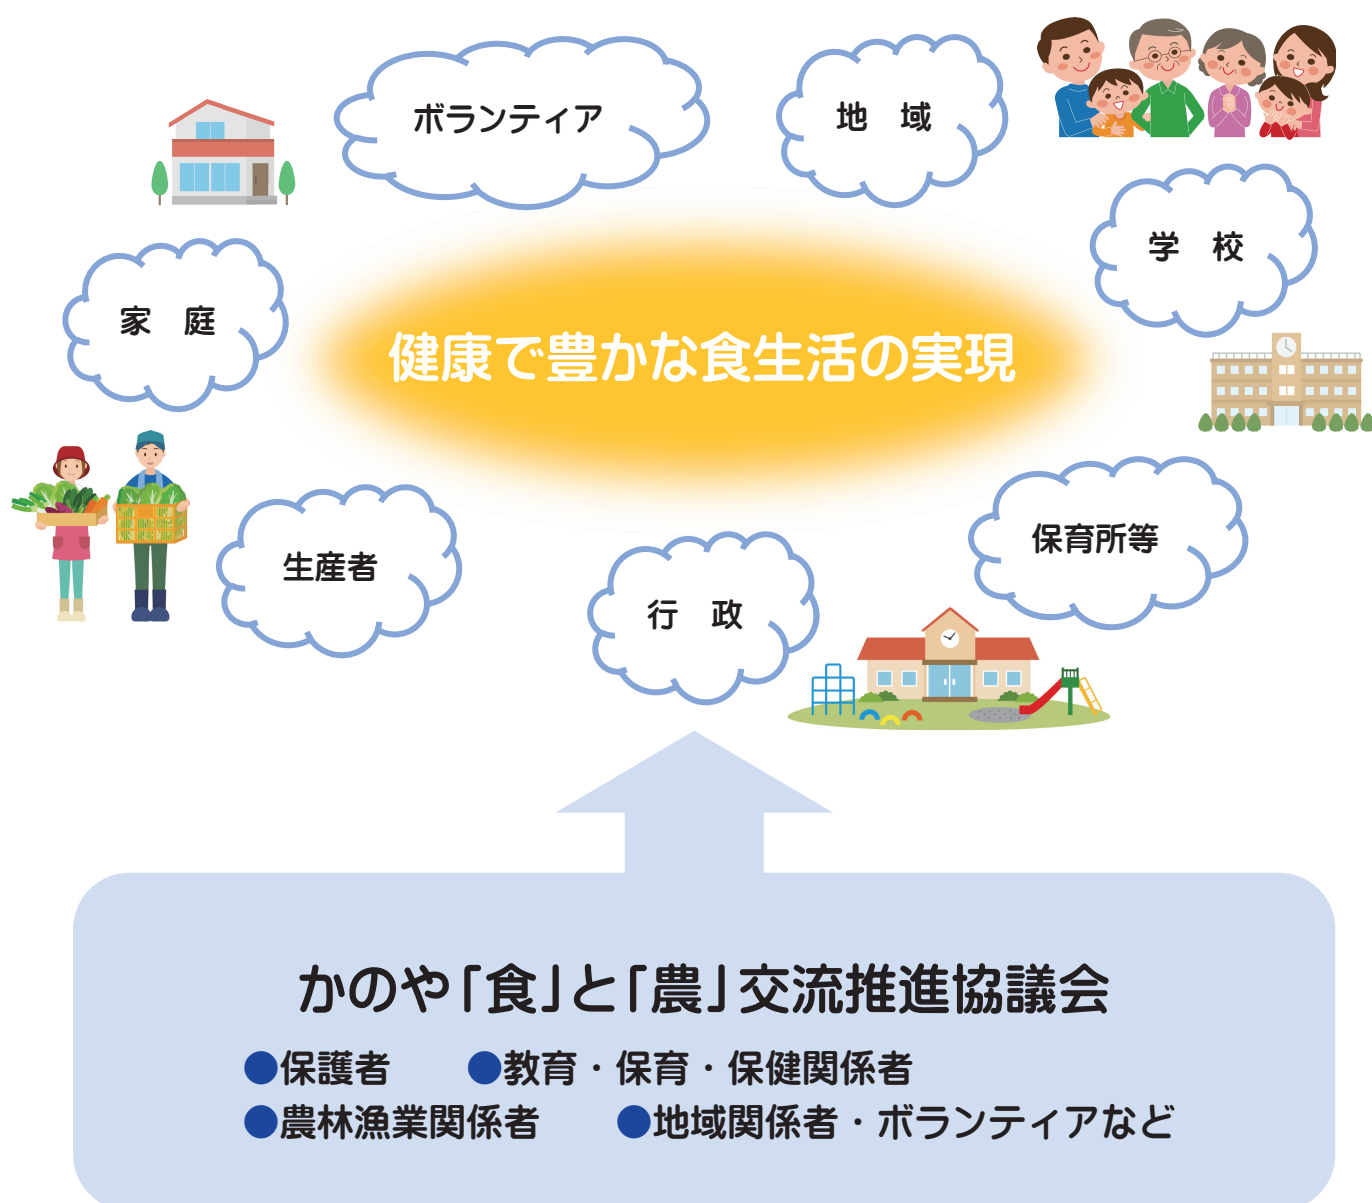 ボランティア
地　域
学　校
家　庭
健康で豊かな食生活の実現
保育所等
生産者
行　政
かのや「食」と「農」交流推進協議会
●保護者　●教育・保育・保健関係者
●農林漁業関係者　●地域関係者・ボランティアなど